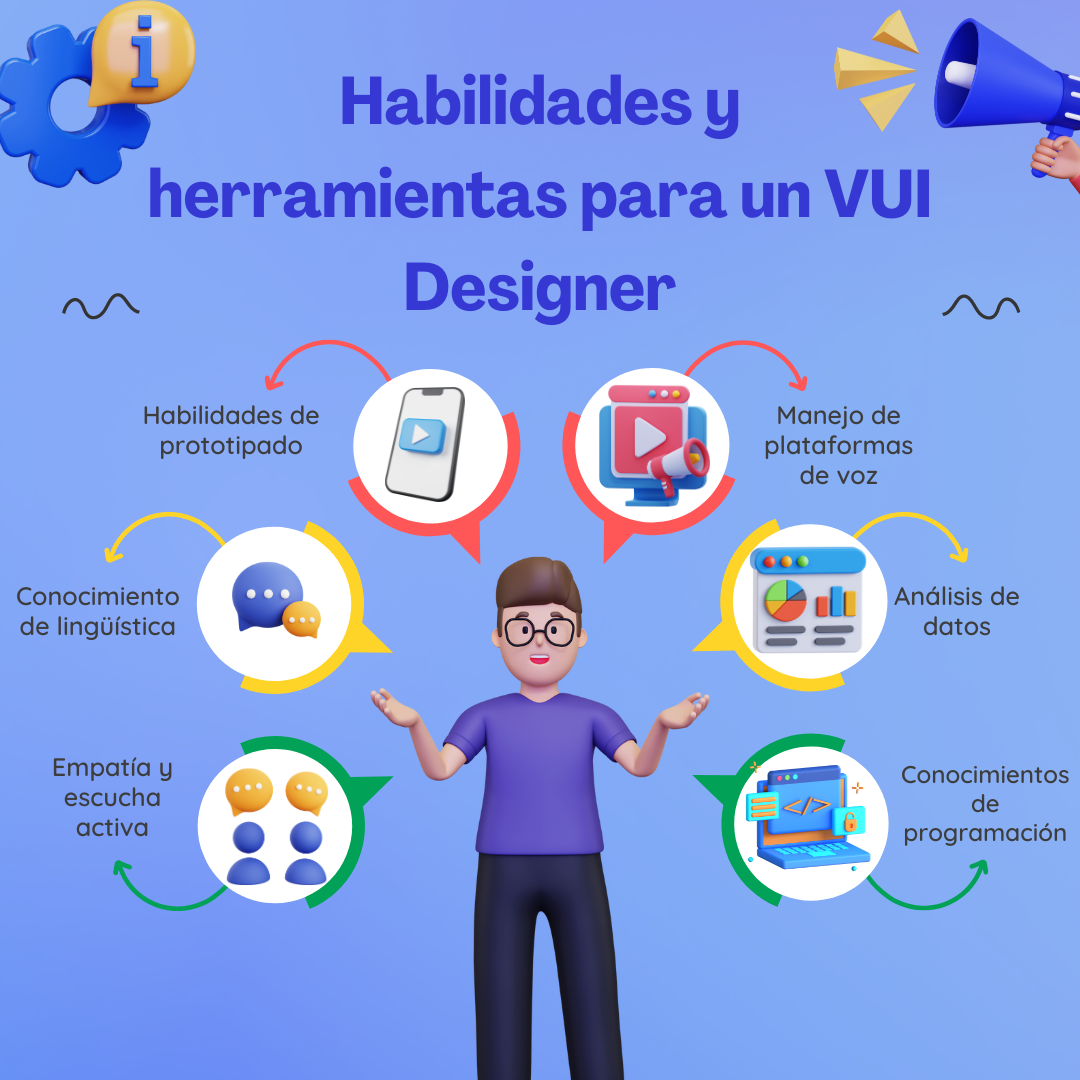 i
Habilidades y
herramientas para un VUI
Designer
Habilidades de
prototipado
Manejo de
plataformas
de voz
Conocimiento
de lingüística
Análisis de
datos
Empatía y
escucha
activa
</>
Conocimientos
de
programación